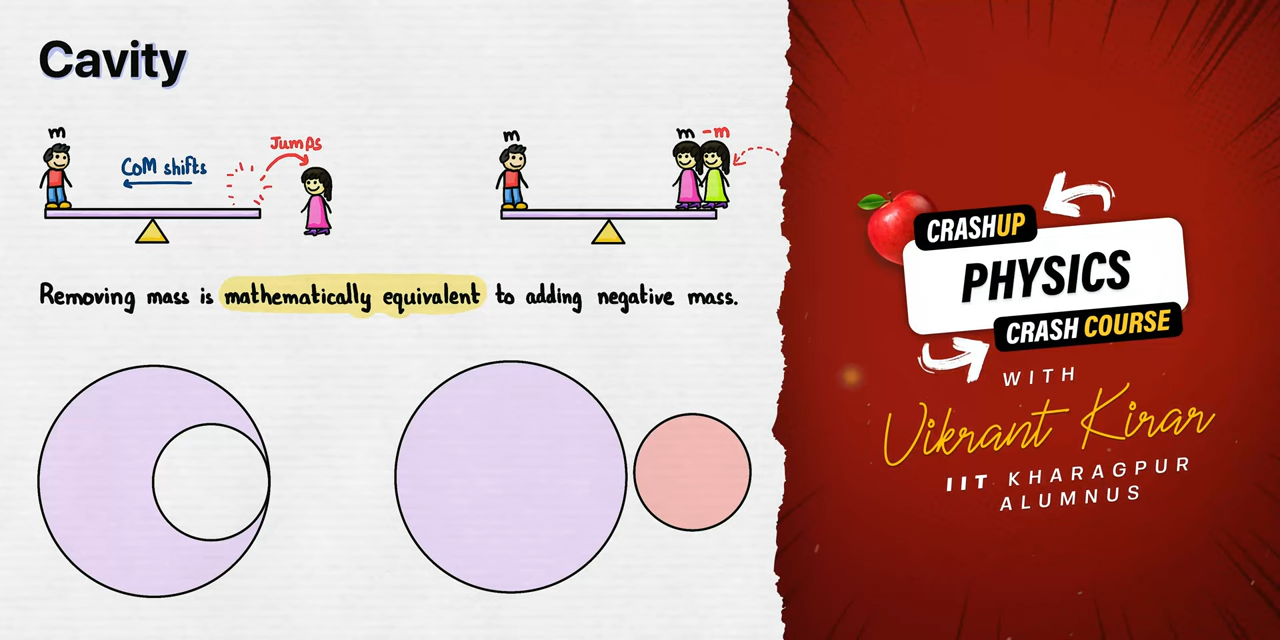 Cavity
m
CoM shifts
Jumps
m
m -m
Removing mass is mathematically equivalent to adding negative mass.
CRASHUP
PHYSICS
CRASH COURSE
WITH
Vikrant Kirar
IIT KHARAGPUR
ALUMNUS